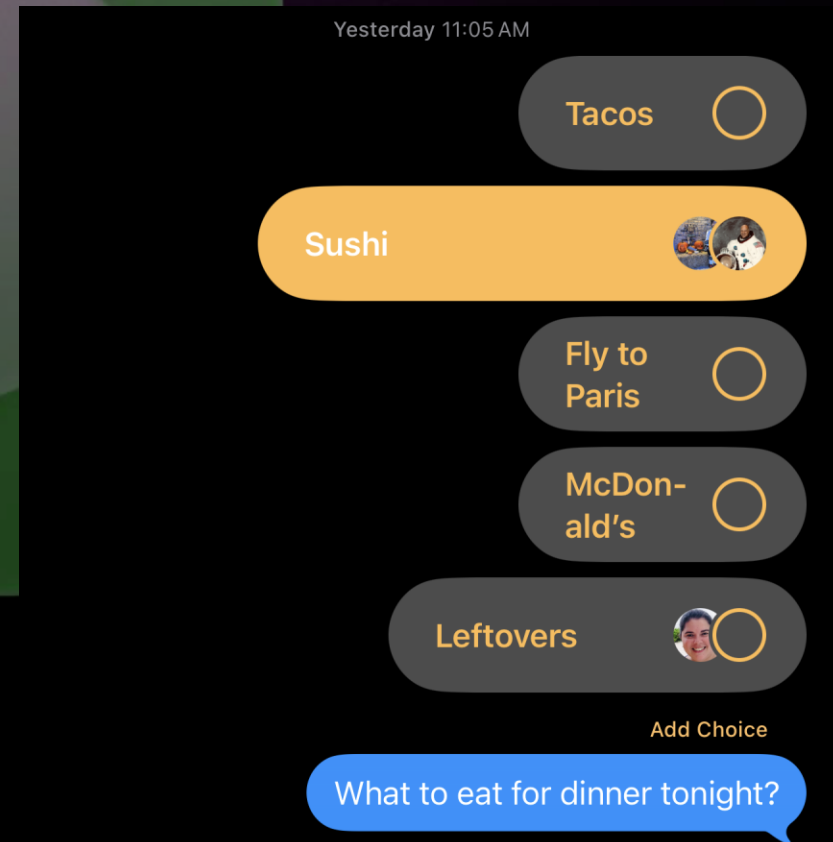 Yesterday 11:05 AM
Tacos
Sushi
Fly to
Paris
McDon-
ald’s
Leftovers
Add Choice
What to eat for dinner tonight?